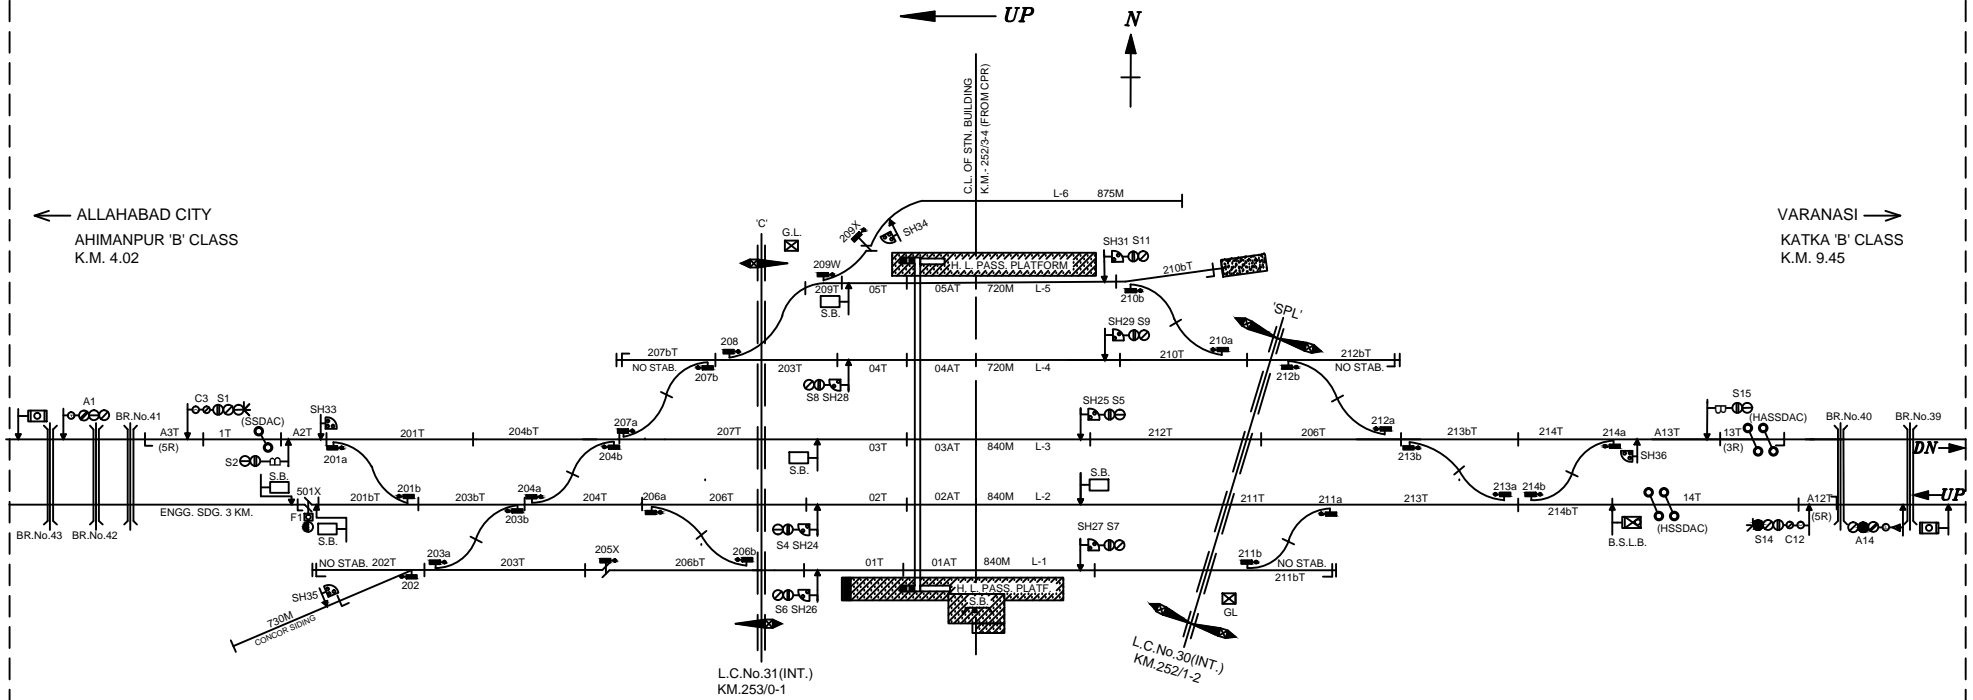 UP
N
C.L. OF STN. BUILDING
K.M.- 252/3-4 (FROM CPR)
L-6 875M
ALLAHABAD CITY
AHIMANPUR 'B' CLASS
K.M. 4.02
VARANASI
KATKA 'B' CLASS
K.M. 9.45
'C'
G.L.
209X
SH34
SH31 S11
209W
H. L. PASS. PLATFORM
210bT
209T
05T
05AT 720M L-5
210b
S.B.
'SPL'
SH29 S9
208
210a
207bT
203T
04T
04AT 720M L-4
210T
212bT
NO STAB.
207b
212b
NO STAB.
S8 SH28
A1
BR.No.41
C3 S1
(SSDAC)
SH33
SH25 S5
S15
(HASSDAC)
BR.No.40
BR.No.39
207a
212a
214a
A3T
(5R)
1T
A2T
201T
204bT
207T
03T
03AT 840M L-3
212T
206T
213bT
214T
A13T
13T
(3R)
DN
S2
201a
204b
S.B.
213b
SH36
S.B.
S.B.
501X
201b
204a
201bT
203bT
204T
206a
206T
02T
02AT 840M L-2
211T
211a
213T
213a
214b
14T
A12T
(5R)
UP
ENGG. SDG. 3 KM.
203b
214bT
F1
S.B.
BR.No.43
BR.No.42
S4 SH24
SH27 S7
B.S.L.B.
(HSSDAC)
S14
C12
A14
203a
205X
206b
211b
NO STAB. 202T
203T
206bT
01T
01AT 840M L-1
NO STAB.
211bT
202
SH35
H. L. PASS. PLATF.
S.B.
S6 SH26
GL
730M
CONCOR SIDING
L.C.No.31(INT.)
KM.253/0-1
L.C.No.30(INT.)
KM.252/1-2